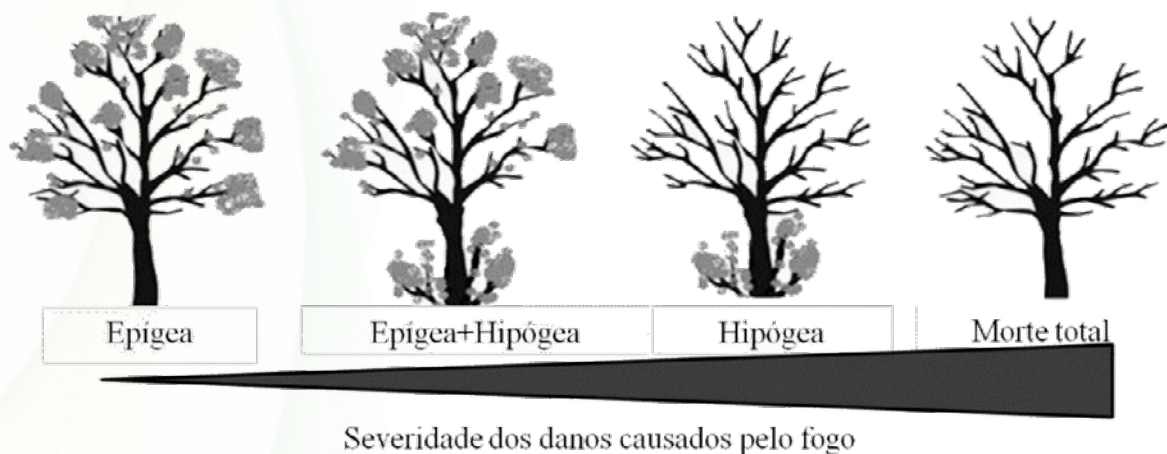 Epígea
Epígea+Hipógea
Hipógea
Morte total
Severidade dos danos causados pelo fogo